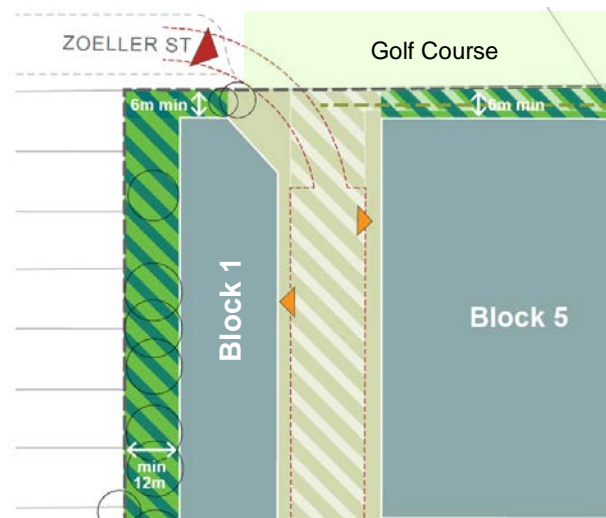 ZOELLER ST
Golf Course
6m min
6m min
Block 1
Block 5
min
12m